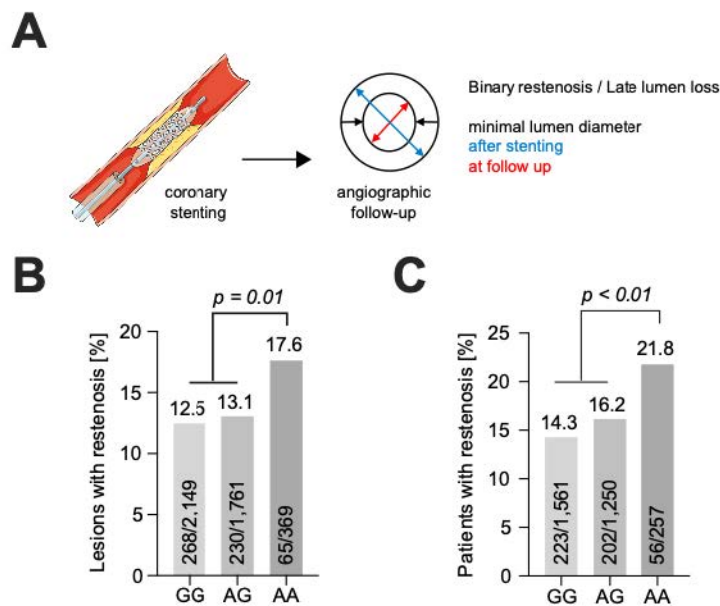 A
coronary
stenting
angiographic
follow-up
Binary restenosis / Late lumen loss
minimal lumen diameter
after stenting
at follow up
B
p = 0.01
Lesions with restenosis [%]
20
15
10
5
0
12.5
13.1
17.6
268/2,149
230/1,761
65/369
GG
AG
AA
C
p < 0.01
Patients with restenosis [%]
25
20
15
10
5
0
14.3
16.2
21.8
223/1,561
202/1,250
56/257
GG
AG
AA